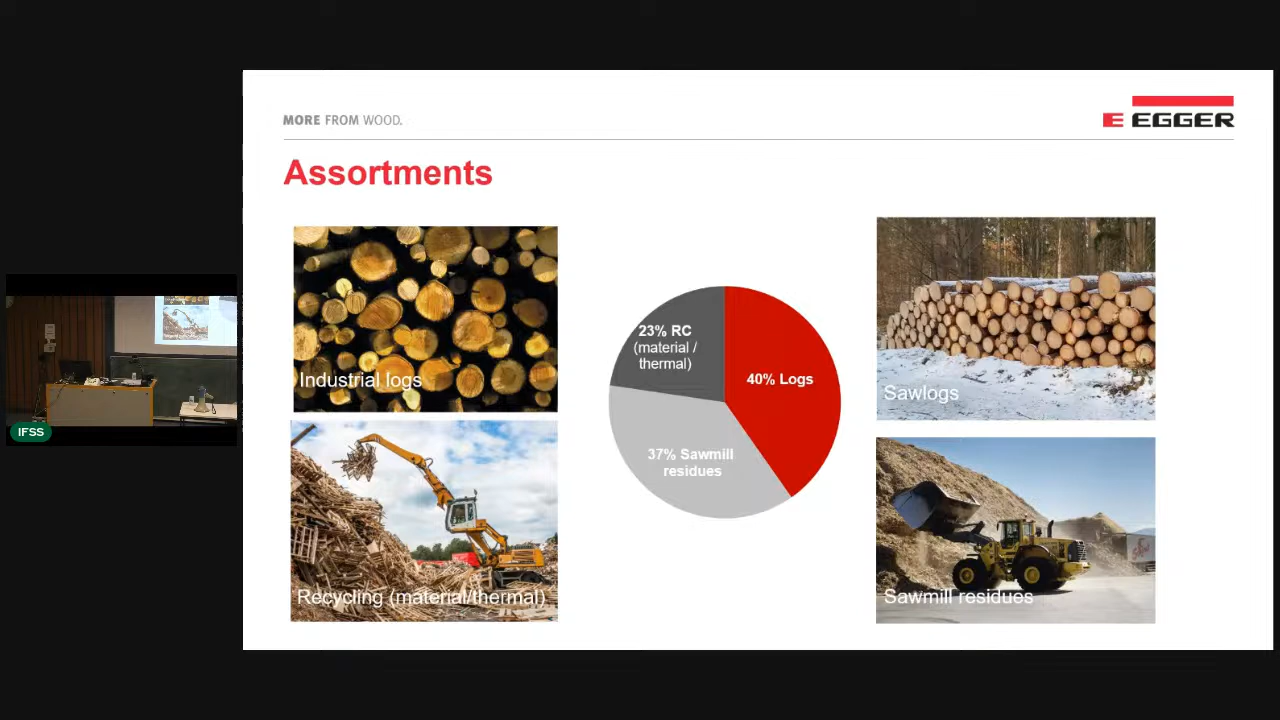 MORE FROM WOOD.
EGGER
Assortments
Industrial logs
Recycling (material/thermal)
23% RC
(material /
thermal)
40% Logs
37% Sawmill
residues
Sawlogs
Sawmill residues
IFSS